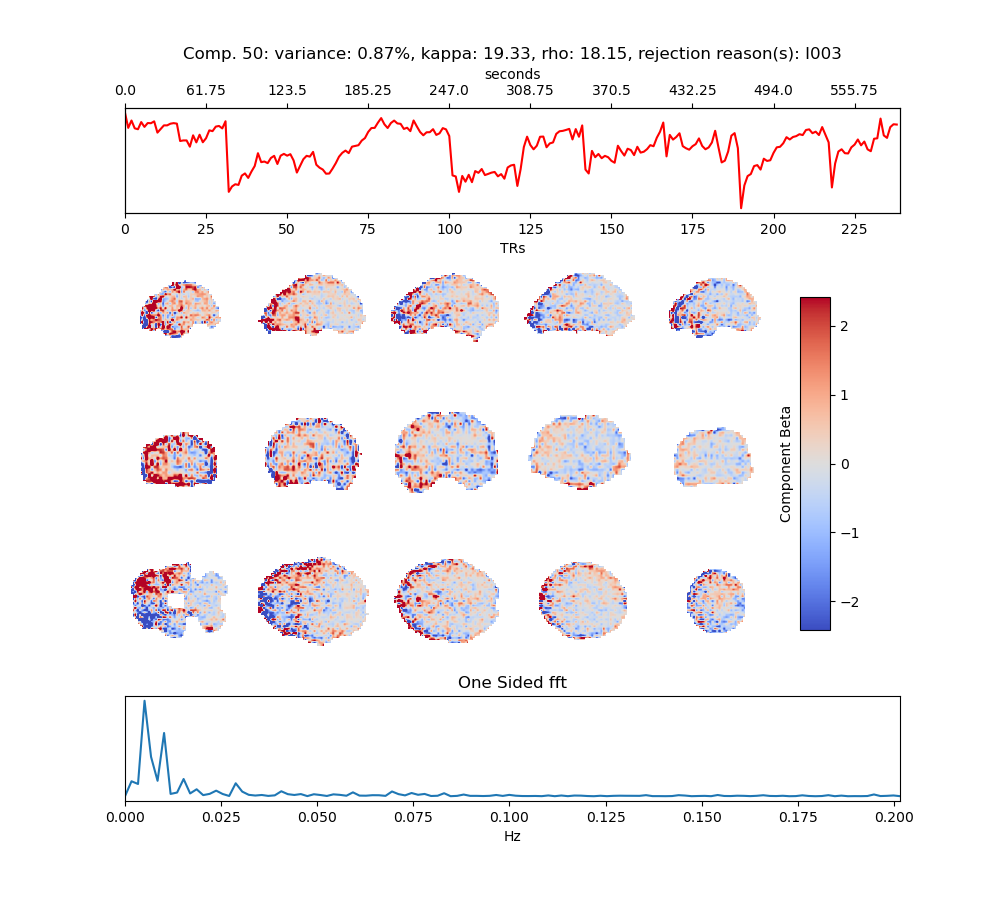 Comp. 50: variance: 0.87%, kappa: 19.33, rho: 18.15, rejection reason(s): I003
seconds
0.0 61.75 123.5 185.25 247.0 308.75 370.5 432.25 494.0 555.75
0 25 50 75 100 125 150 175 200 225
TRs
2
1
0
−1
−2
Component Beta
One Sided fft
0.000 0.025 0.050 0.075 0.100 0.125 0.150 0.175 0.200
Hz